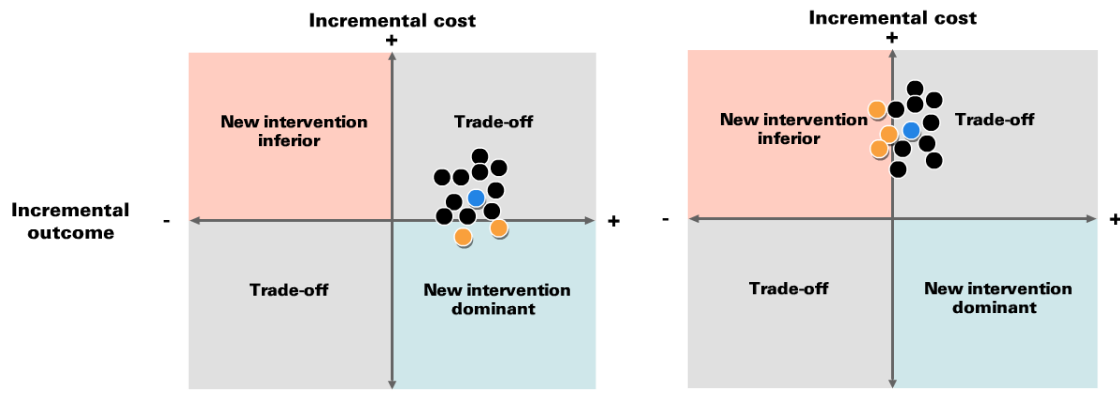 Incremental cost
+
New intervention
inferior
Trade-off
Incremental
outcome
-
+
Trade-off
New intervention
dominant
Incremental cost
+
New intervention
inferior
Trade-off
-
+
Trade-off
New intervention
dominant